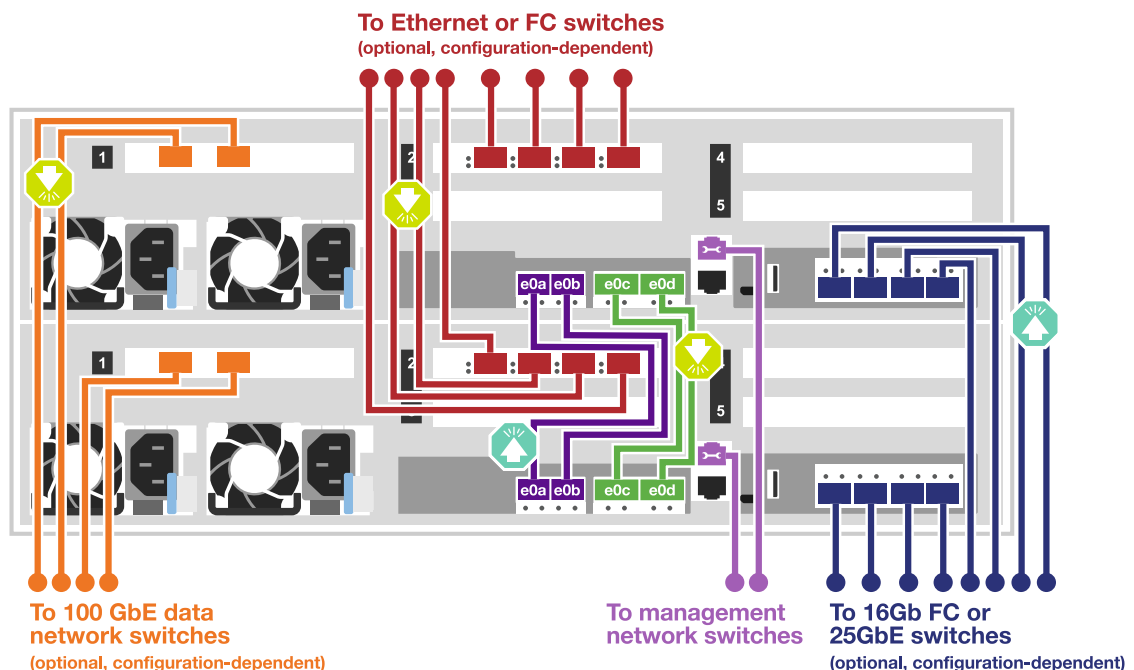 To Ethernet or FC switches
(optional, configuration-dependent)
1
2
4
5
e0a e0b e0c e0d
1
2
5
e0a e0b e0c e0d
To 100 GbE data
network switches
(optional, configuration-dependent)
To management
network switches
To 16Gb FC or
25GbE switches
(optional, configuration-dependent)